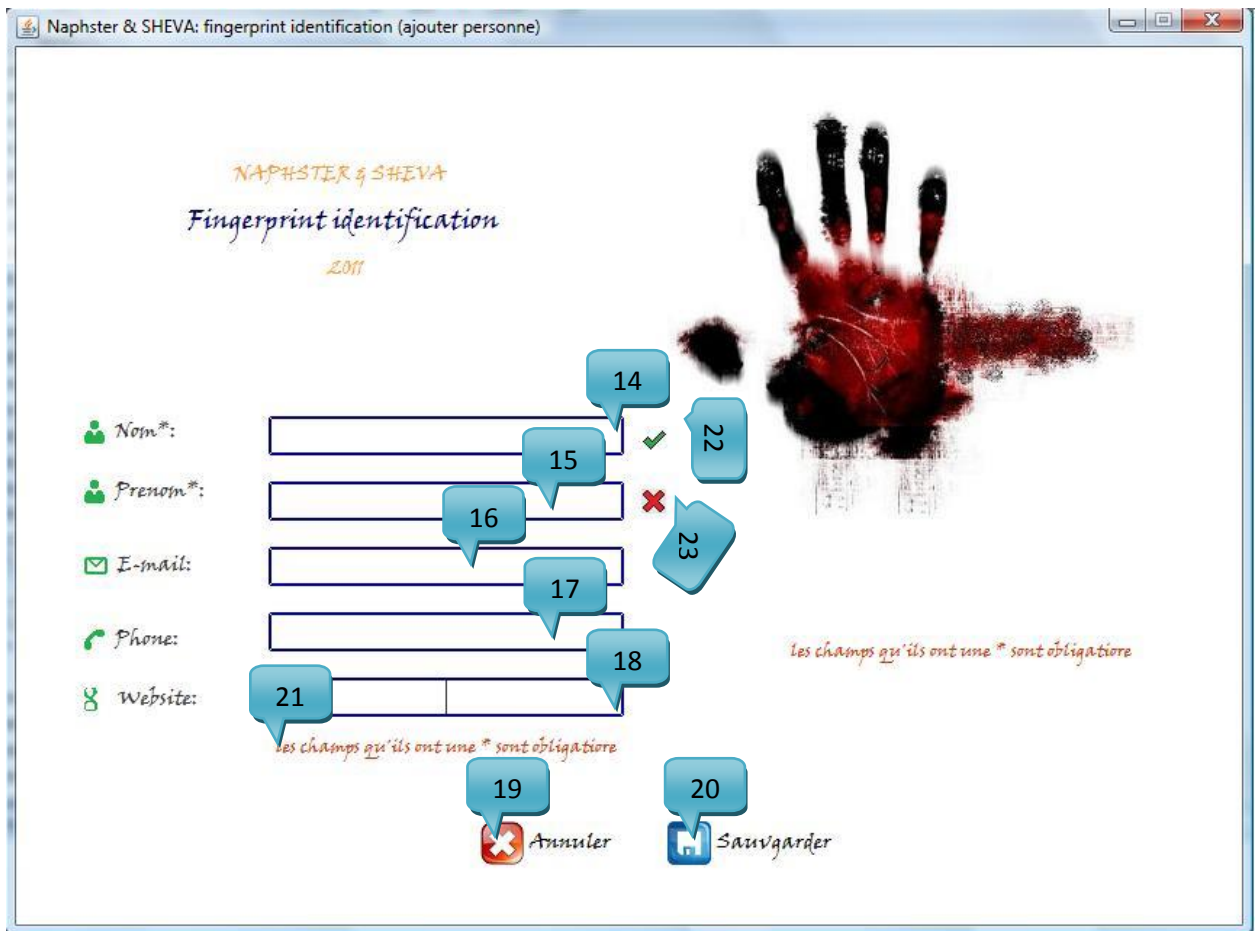 Naphster & SHEVA: fingerprint identification (ajouter personne)
NAPHSTER & SHEVA
Fingerprint identification
2011
14
Nom*:
22
15
Prenom*:
16
23
E-mail:
17
Phone:
les champs qu'ils ont une * sont obligatiore
18
Website:
21
les champs qu'ils ont une * sont obligatiore
19
20
Annuler
Sauvgarder